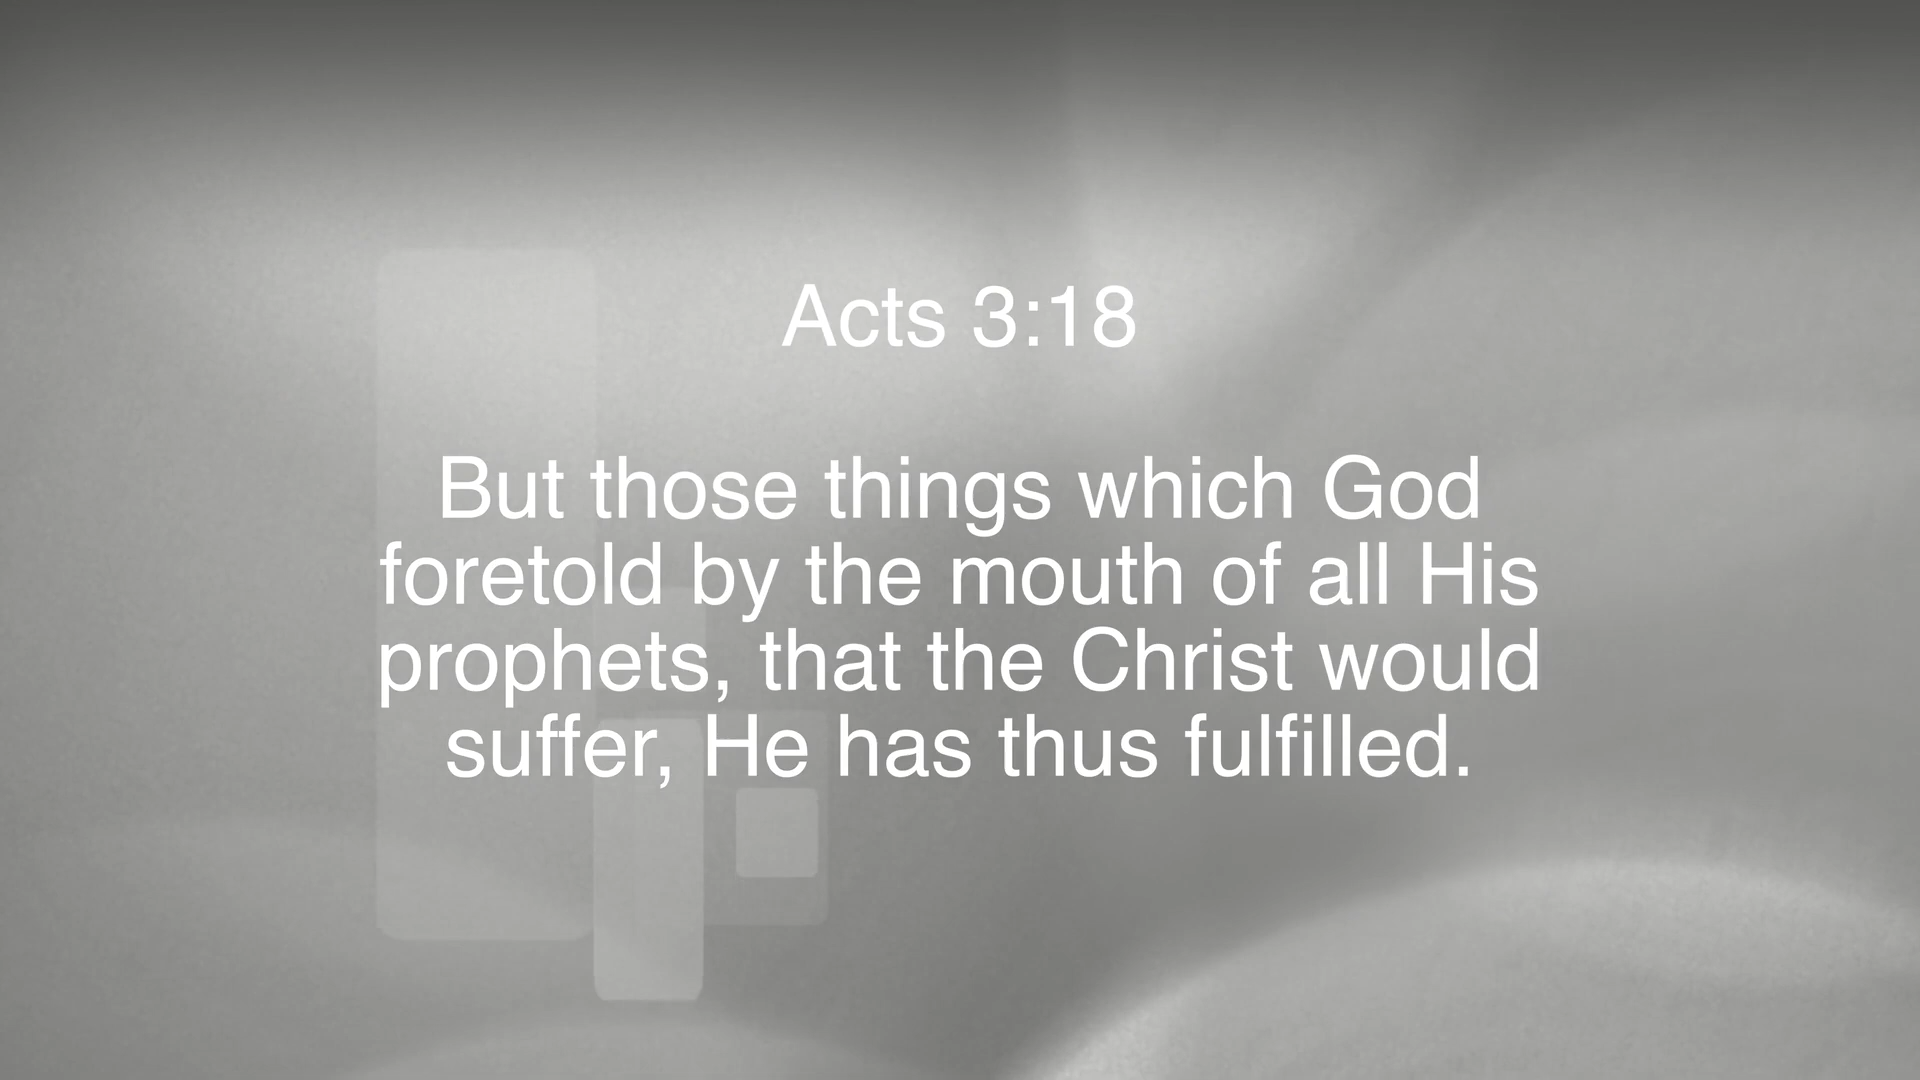 Acts 3:18
But those things which God
foretold by the mouth of all His
prophets, that the Christ would
suffer, He has thus fulfilled.